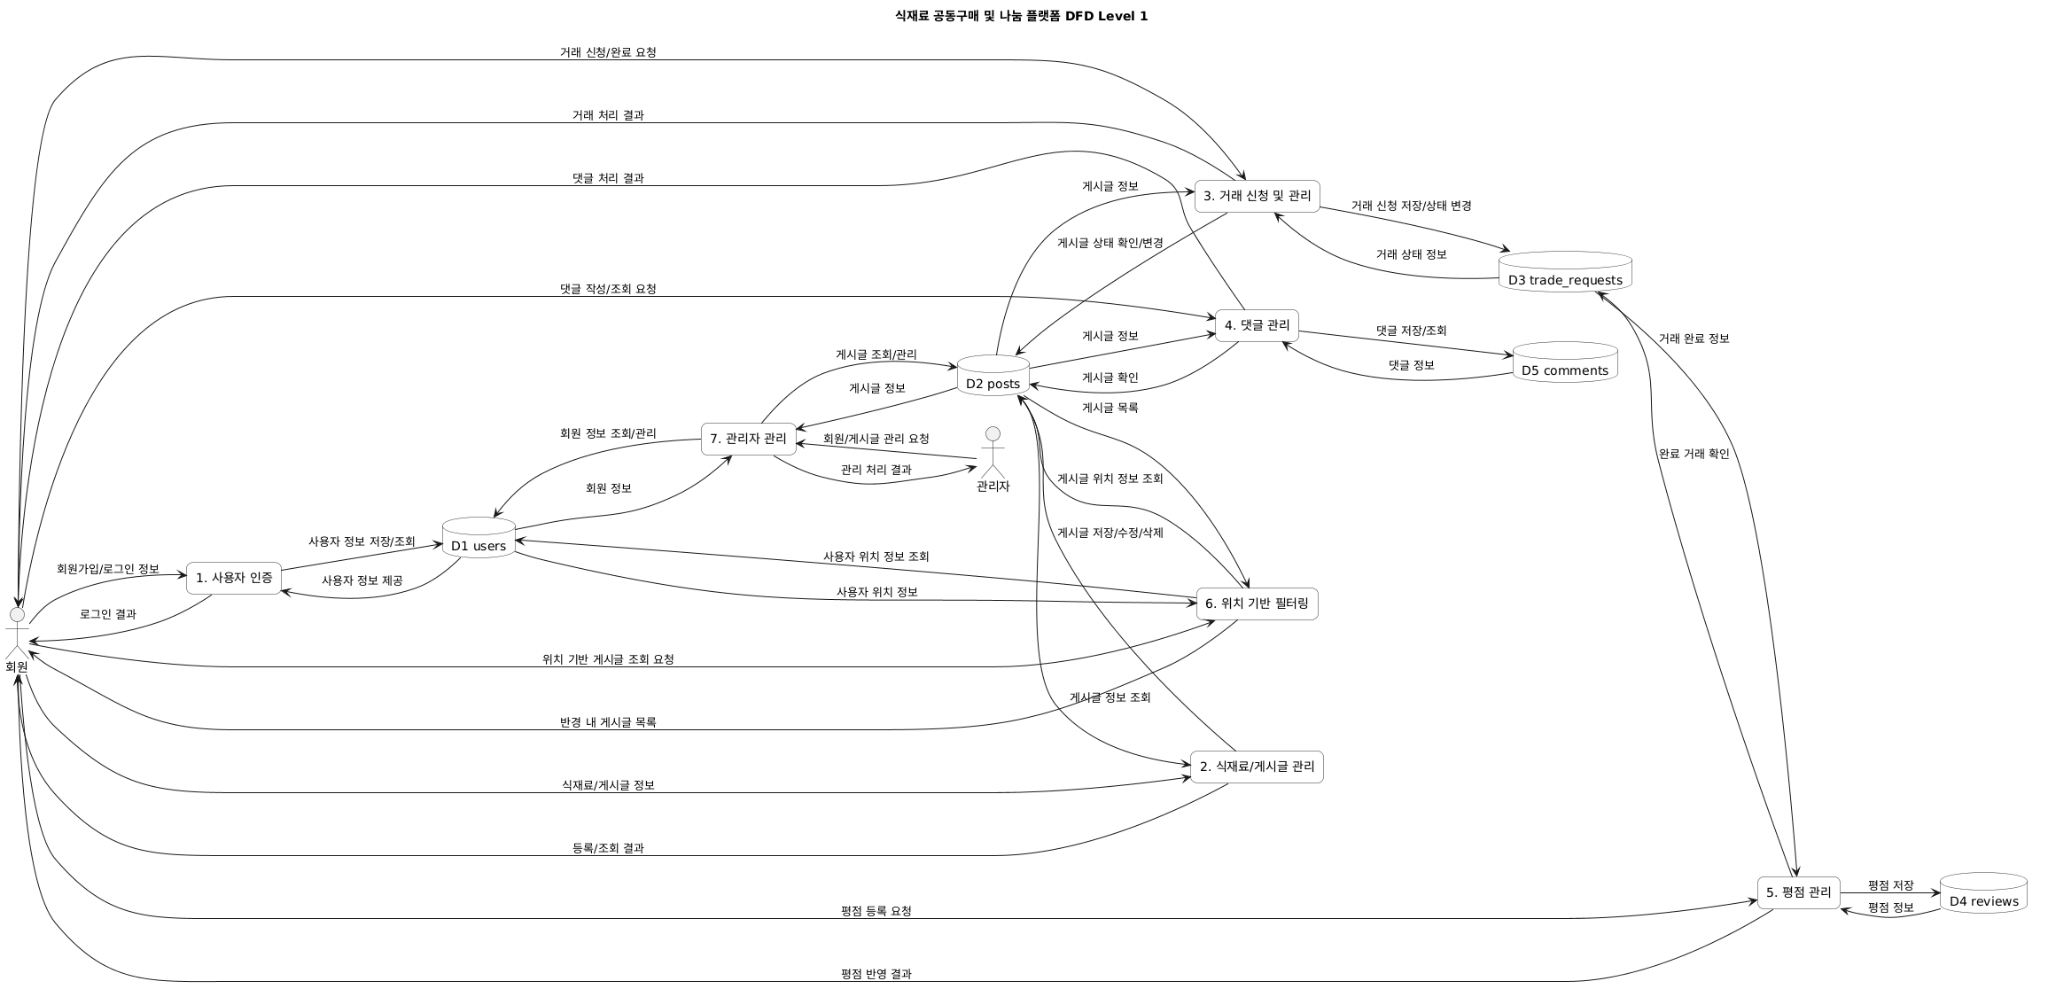 식재료 공동구매 및 나눔 플랫폼 DFD Level 1
거래 신청/완료 요청
거래 처리 결과
댓글 처리 결과
게시글 정보
3. 거래 신청 및 관리
거래 신청 저장/상태 변경
게시글 상태 확인/변경
거래 상태 정보
D3 trade_requests
댓글 작성/조회 요청
4. 댓글 관리
댓글 저장/조회
게시글 정보
거래 완료 정보
게시글 조회/관리
댓글 정보
D5 comments
게시글 확인
D2 posts
게시글 정보
게시글 목록
회원 정보 조회/관리
7. 관리자 관리
회원/게시글 관리 요청
완료 거래 확인
관리 처리 결과
게시글 위치 정보 조회
관리자
회원 정보
게시글 저장/수정/삭제
사용자 정보 저장/조회
D1 users
사용자 위치 정보 조회
회원가입/로그인 정보
1. 사용자 인증
사용자 정보 제공
사용자 위치 정보
6. 위치 기반 필터링
로그인 결과
회원
위치 기반 게시글 조회 요청
게시글 정보 조회
반경 내 게시글 목록
2. 식재료/게시글 관리
식재료/게시글 정보
등록/조회 결과
5. 평점 관리
평점 저장
D4 reviews
평점 등록 요청
평점 정보
평점 반영 결과